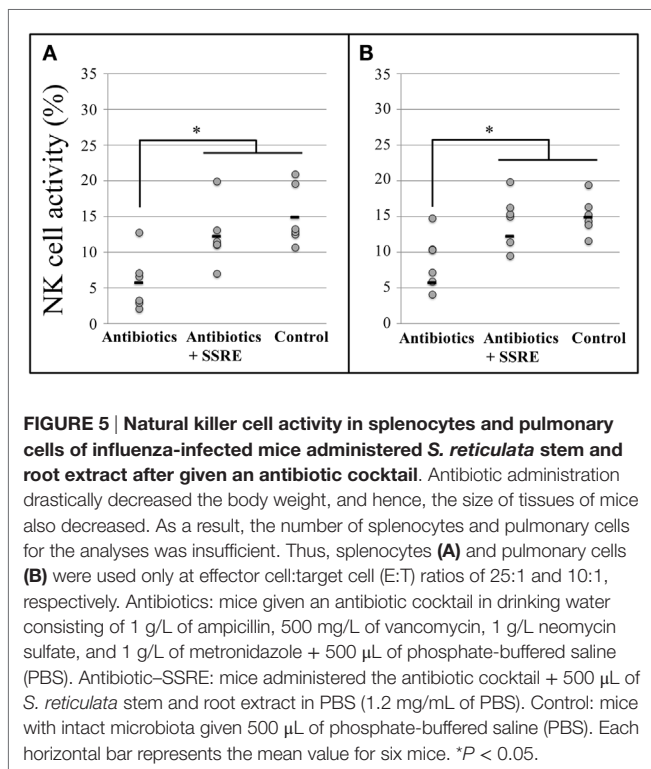 A
B
NK cell activity (%)
35
30
25
20
15
10
5
0
*
Antibiotics
Antibiotics
+ SSRE
Control
35
30
25
20
15
10
5
0
*
Antibiotics
Antibiotics
+ SSRE
Control
FIGURE 5 | Natural killer cell activity in splenocytes and pulmonary
cells of influenza-infected mice administered S. reticulata stem and
root extract after given an antibiotic cocktail. Antibiotic administration
drastically decreased the body weight, and hence, the size of tissues of mice
also decreased. As a result, the number of splenocytes and pulmonary cells
for the analyses was insufficient. Thus, splenocytes (A) and pulmonary cells
(B) were used only at effector cell:target cell (E:T) ratios of 25:1 and 10:1,
respectively. Antibiotics: mice given an antibiotic cocktail in drinking water
consisting of 1 g/L of ampicillin, 500 mg/L of vancomycin, 1 g/L neomycin
sulfate, and 1 g/L of metronidazole + 500 μL of phosphate-buffered saline
(PBS). Antibiotic–SSRE: mice administered the antibiotic cocktail + 500 μL of
S. reticulata stem and root extract in PBS (1.2 mg/mL of PBS). Control: mice
with intact microbiota given 500 μL of phosphate-buffered saline (PBS). Each
horizontal bar represents the mean value for six mice. *P < 0.05.